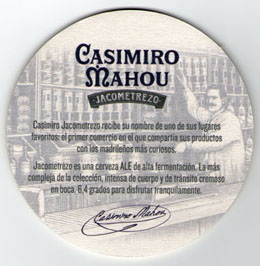 CASIMIRO
MAHOU
JACOMETREZO
Casimiro Jacometrezo recibe su nombre de uno de sus lugares
favoritos: el primer comercio en el que compartía sus productos
con los madrileños más curiosos.
Jacometrezo es una cerveza ALE de alta fermentación. La más
compleja de la colección, intensa de cuerpo y de tránsito cremoso
en boca. 6,4 grados para disfrutar tranquilamente.
Casimiro Mahou